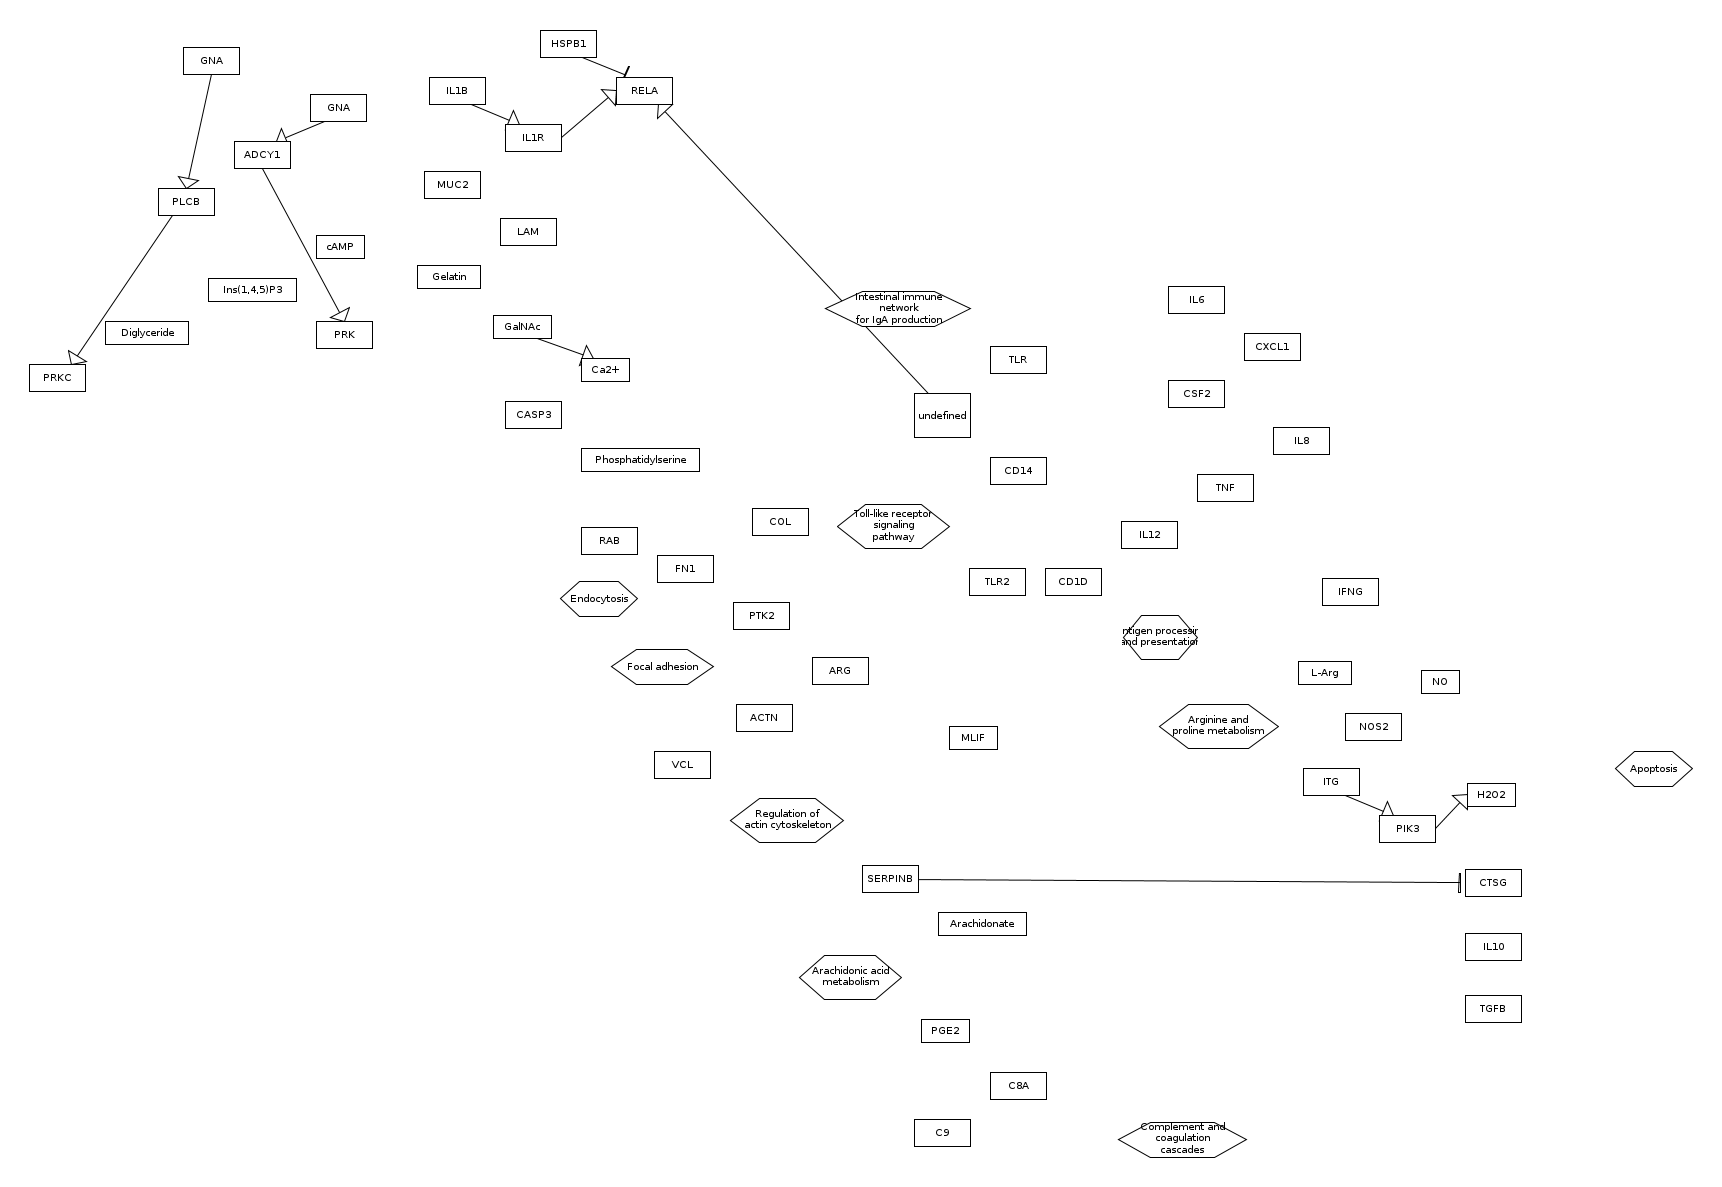 HSPB1
GNA
IL1B
RELA
GNA
IL1R
ADCY1
MUC2
PLCB
LAM
cAMP
Gelatin
Ins(1,4,5)P3
Intestinal immune
network
for IgA production
IL6
GalNAc
Diglyceride
PRK
CXCL1
TLR
Ca2+
PRKC
CSF2
CASP3
undefined
IL8
Phosphatidylserine
CD14
TNF
COL
Toll-like receptor
signaling
pathway
IL12
RAB
FN1
TLR2
CD1D
IFNG
Endocytosis
PTK2
ntigen processin
and presentation
Focal adhesion
ARG
L-Arg
NO
ACTN
Arginine and
proline metabolism
NOS2
MLIF
VCL
Apoptosis
ITG
H2O2
Regulation of
actin cytoskeleton
PIK3
SERPINB
CTSG
Arachidonate
IL10
Arachidonic acid
metabolism
TGFB
PGE2
C8A
C9
Complement and
coagulation
cascades